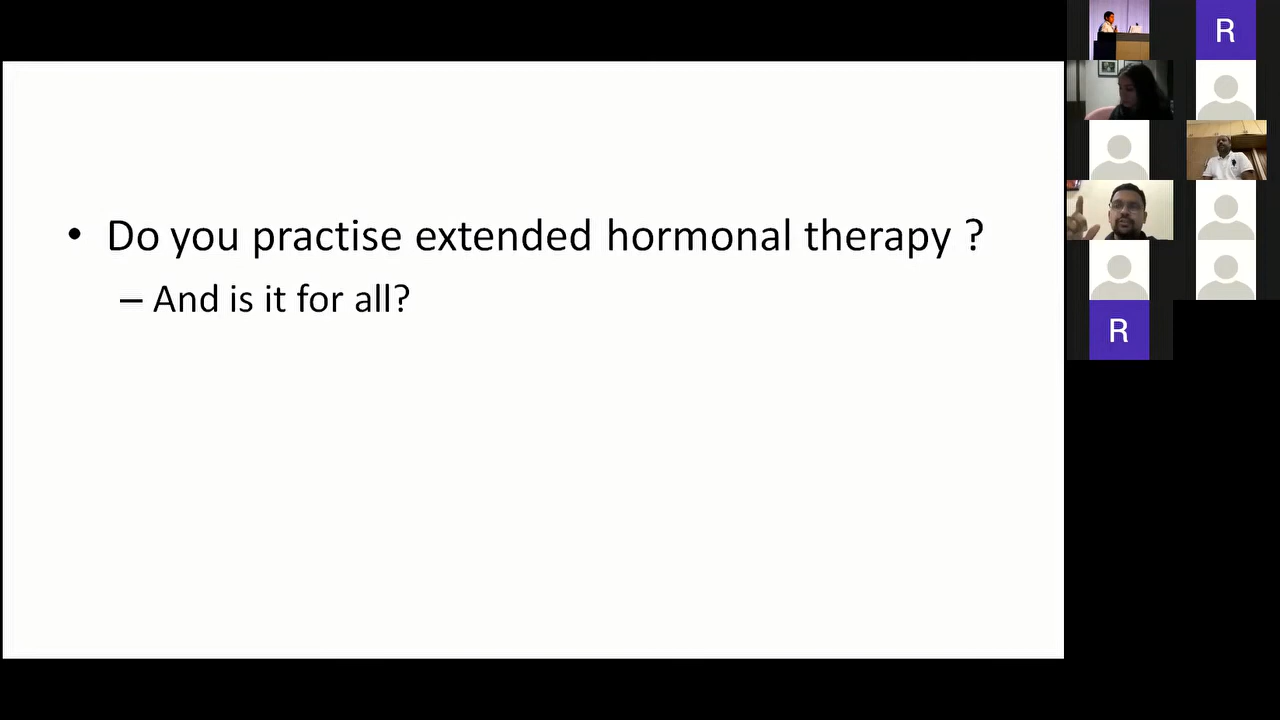 • Do you practise extended hormonal therapy ?
– And is it for all?
R
R